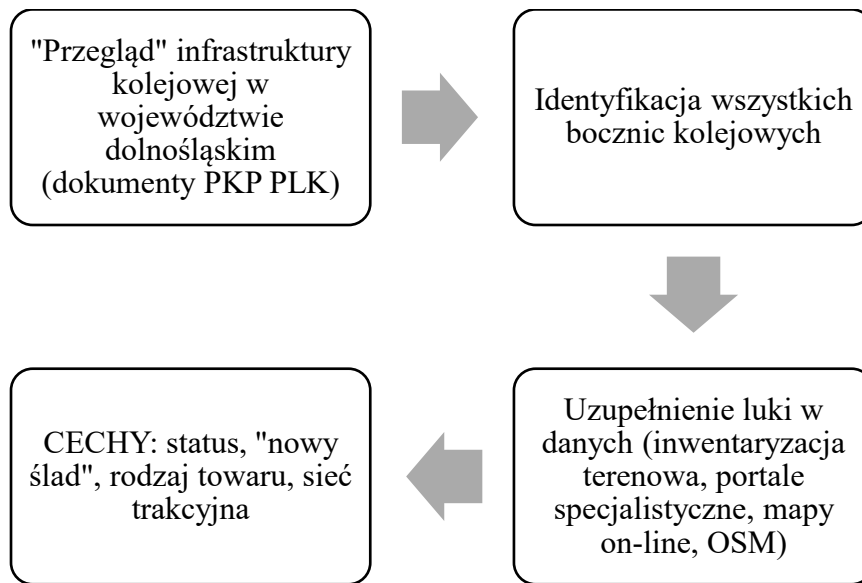 "Przegląd" infrastruktury
kolejowej w
województwie
dolnośląskim
(dokumenty PKP PLK)
Identyfikacja wszystkich
bocznic kolejowych
Uzupełnienie luki w
danych (inwentaryzacja
terenowa, portale
specjalistyczne, mapy
on-line, OSM)
CECHY: status, "nowy
ślad", rodzaj towaru, sieć
trakcyjna